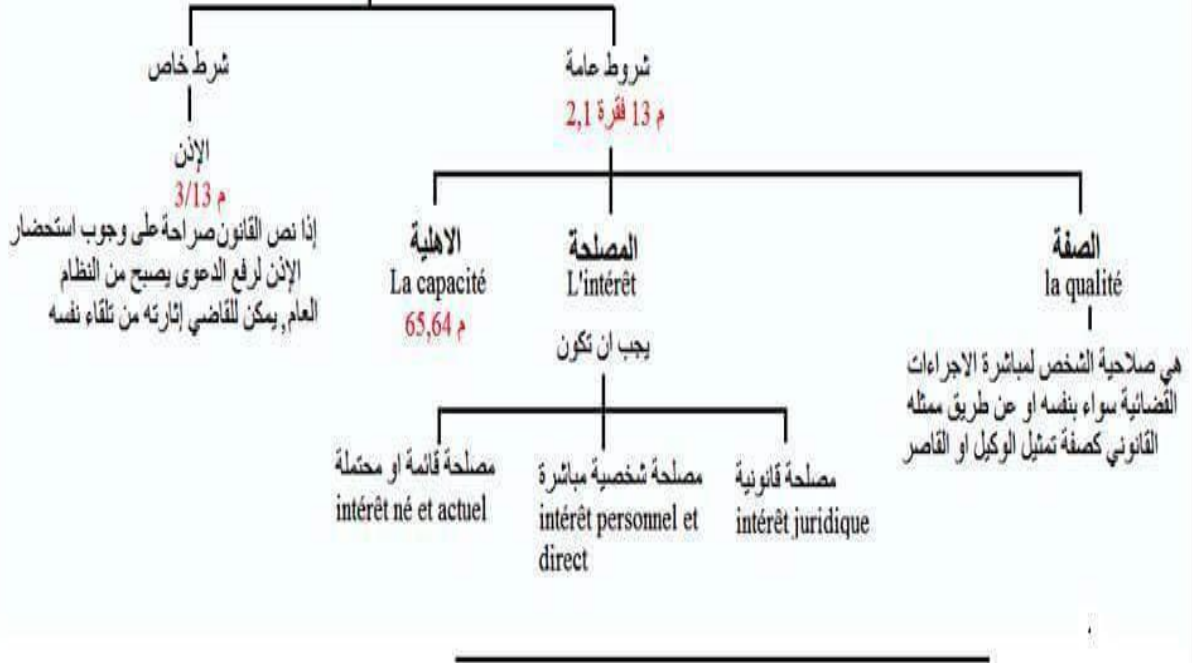 شروط عامة
م 13 فقرة 2,1
الصفة
la qualité
هي صلاحية الشخص لمباشرة الاجراءات
القضائية سواء بنفسه او عن طريق ممثله
القانوني كصفة تمثيل الوكيل او القاصر
المصلحة
L'intérêt
يجب ان تكون
مصلحة قانونية
intérêt juridique
مصلحة شخصية مباشرة
intérêt personnel et
direct
مصلحة قائمة او محتملة
intérêt né et actuel
الاهلية
La capacité
م 65,64
شرط خاص
الإذن
م 3/13
إذا نص القانون صراحة على وجوب استحضار
الإذن لرفع الدعوى يصبح من النظام
العام, يمكن للقاضي إثارته من تلقاء نفسه